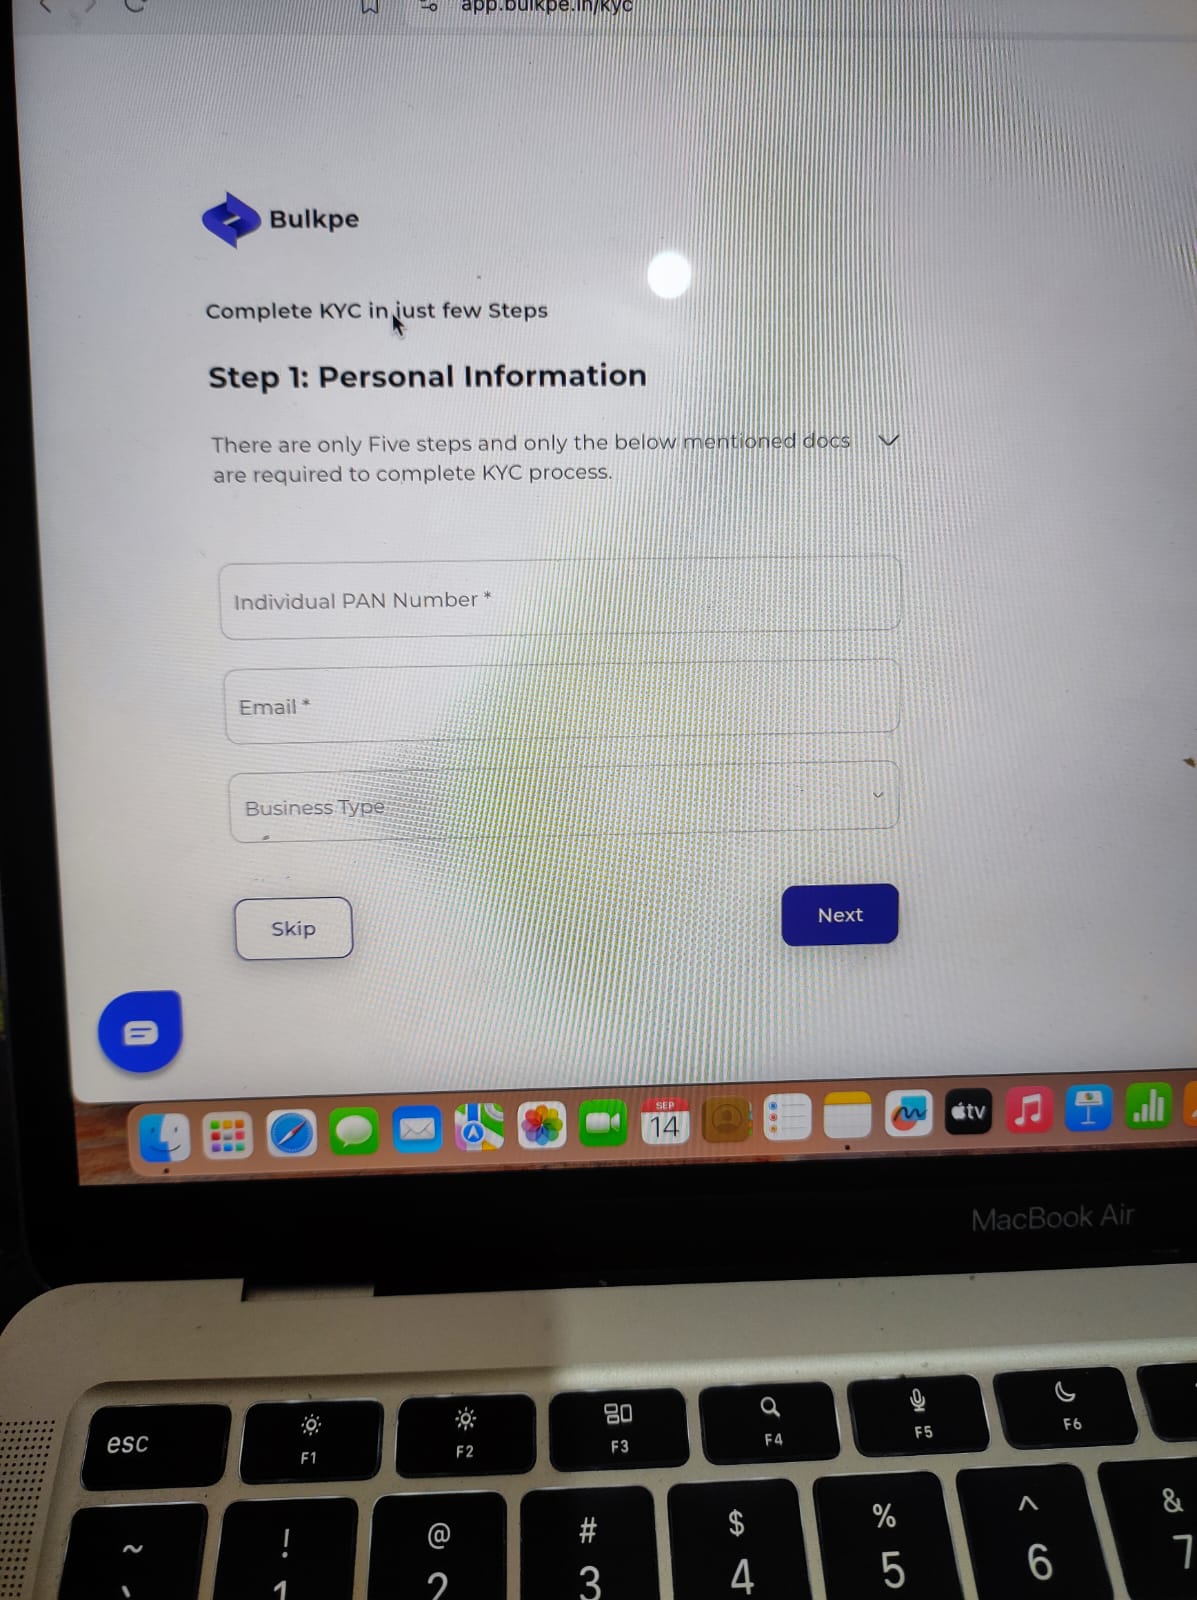 app.bulkpe.in/kyc
Bulkpe
Complete KYC in just few Steps
Step 1: Personal Information
There are only Five steps and only the below mentioned docs
are required to complete KYC process.
Individual PAN Number *
Email *
Business Type
Skip
Next
SEP
14
tv
MacBook Air
esc
F1
F2
F3
F4
F5
F6
~
!
@
#
$
%
^
&
`
1
2
3
4
5
6
7